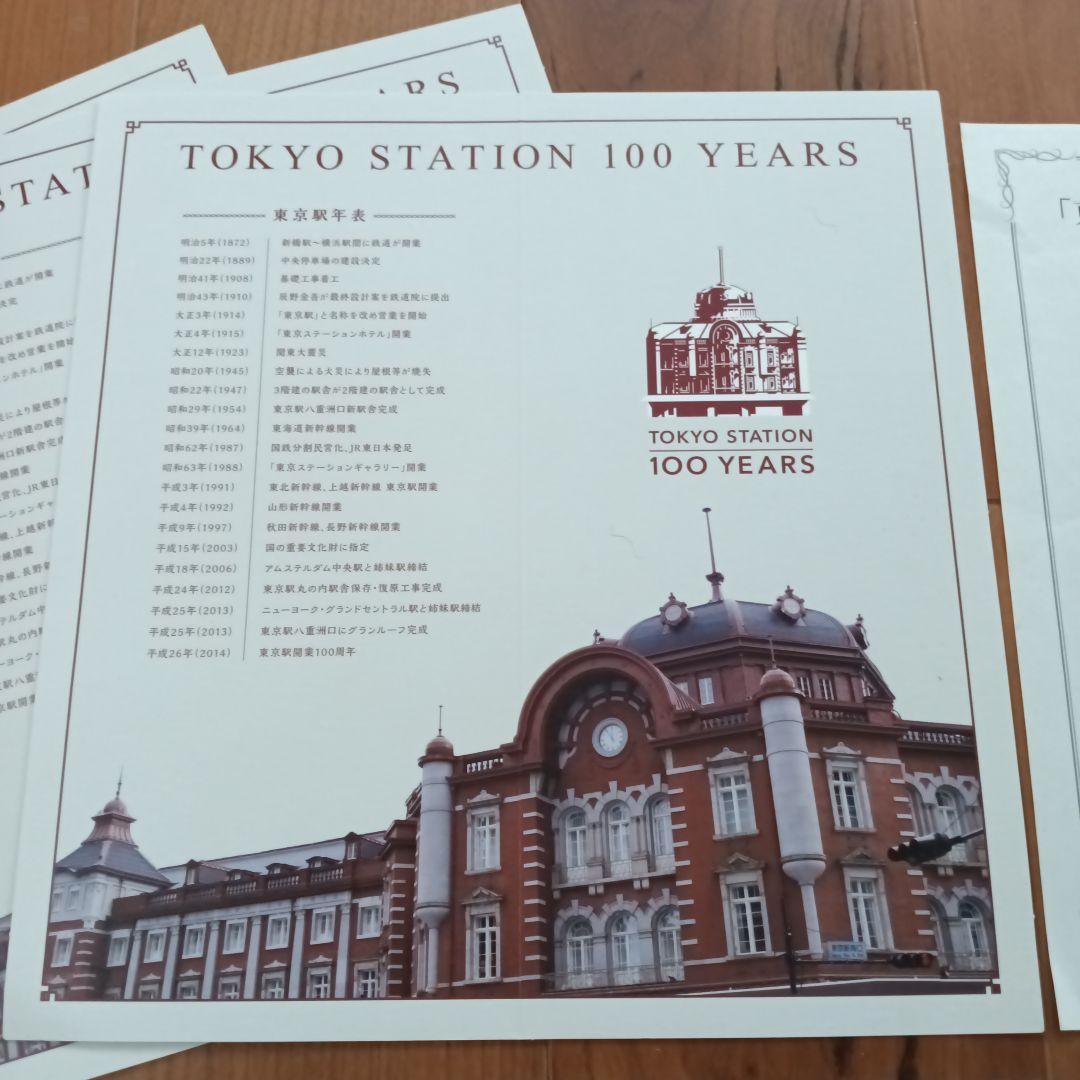 TOKYO STATION 100 YEARS
東京駅年表
明治5年(1872) 新橋駅～横浜駅間に鉄道が開業
明治22年(1889) 中央停車場の建設決定
明治41年(1908) 基礎工事着工
明治43年(1910) 辰野金吾が最終設計案を鉄道院に提出
大正3年(1914) 「東京駅」と名称を改め営業を開始
大正4年(1915) 「東京ステーションホテル」開業
大正12年(1923) 関東大震災
昭和20年(1945) 空襲による火災により屋根等が焼失
昭和22年(1947) 3階建の駅舎が2階建の駅舎として完成
昭和29年(1954) 東京駅八重洲口新駅舎完成
昭和39年(1964) 東海道新幹線開業
昭和62年(1987) 国鉄分割民営化、JR東日本発足
昭和63年(1988) 「東京ステーションギャラリー」開業
平成3年(1991) 東北新幹線、上越新幹線 東京駅開業
平成4年(1992) 山形新幹線開業
平成9年(1997) 秋田新幹線、長野新幹線開業
平成15年(2003) 国の重要文化財に指定
平成18年(2006) アムステルダム中央駅と姉妹駅締結
平成24年(2012) 東京駅丸の内駅舎保存・復原工事完成
平成25年(2013) ニューヨーク・グランドセントラル駅と姉妹駅締結
平成25年(2013) 東京駅八重洲口にグランルーフ完成
平成26年(2014) 東京駅開業100周年
TOKYO STATION
100 YEARS